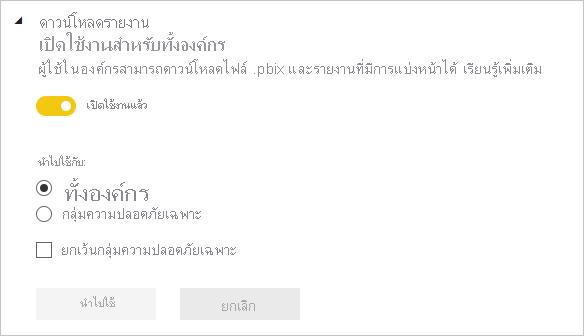 ดาวน์โหลดรายงาน
เปิดใช้งานสำหรับทั้งองค์กร
ผู้ใช้ในองค์กรสามารถดาวน์โหลดไฟล์ .pbix และรายงานที่มีการแบ่งหน้าได้ เรียนรู้เพิ่มเติม
เปิดใช้งานแล้ว
นำไปใช้กับ:
ทั้งองค์กร
กลุ่มความปลอดภัยเฉพาะ
ยกเว้นกลุ่มความปลอดภัยเฉพาะ
นำไปใช้ ยกเลิก